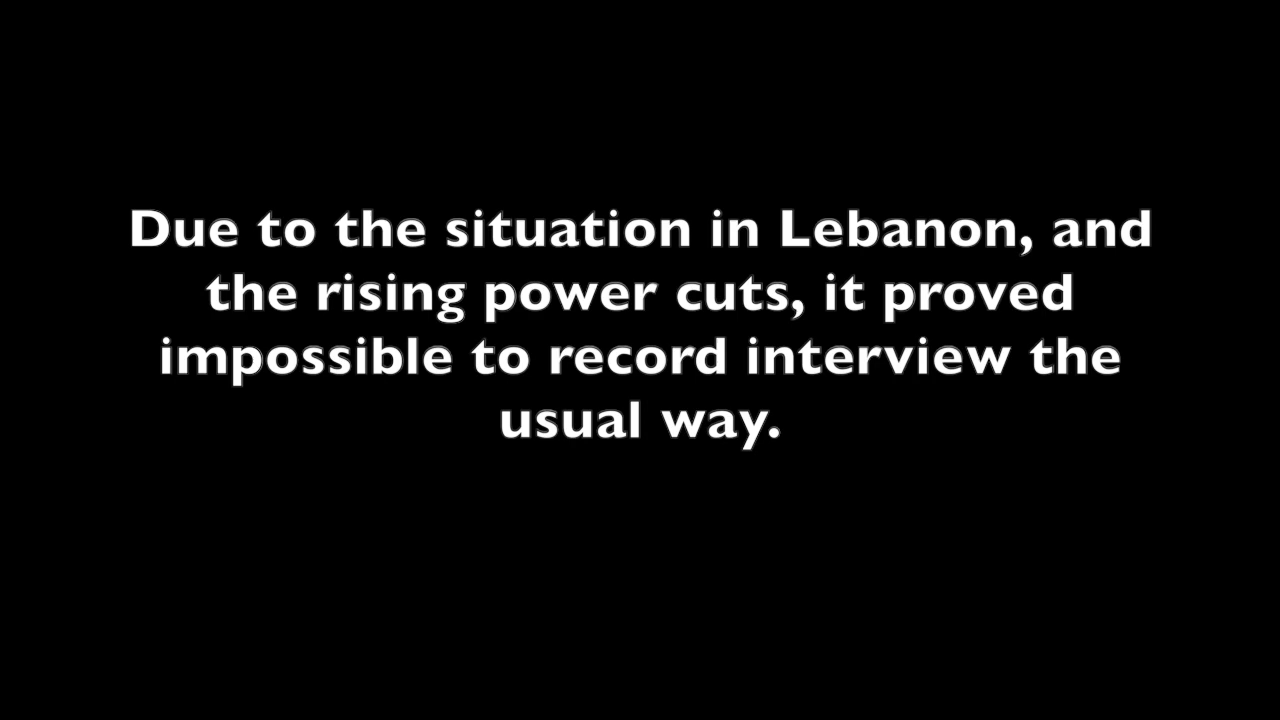 Due to the situation in Lebanon, and
the rising power cuts, it proved
impossible to record interview the
usual way.